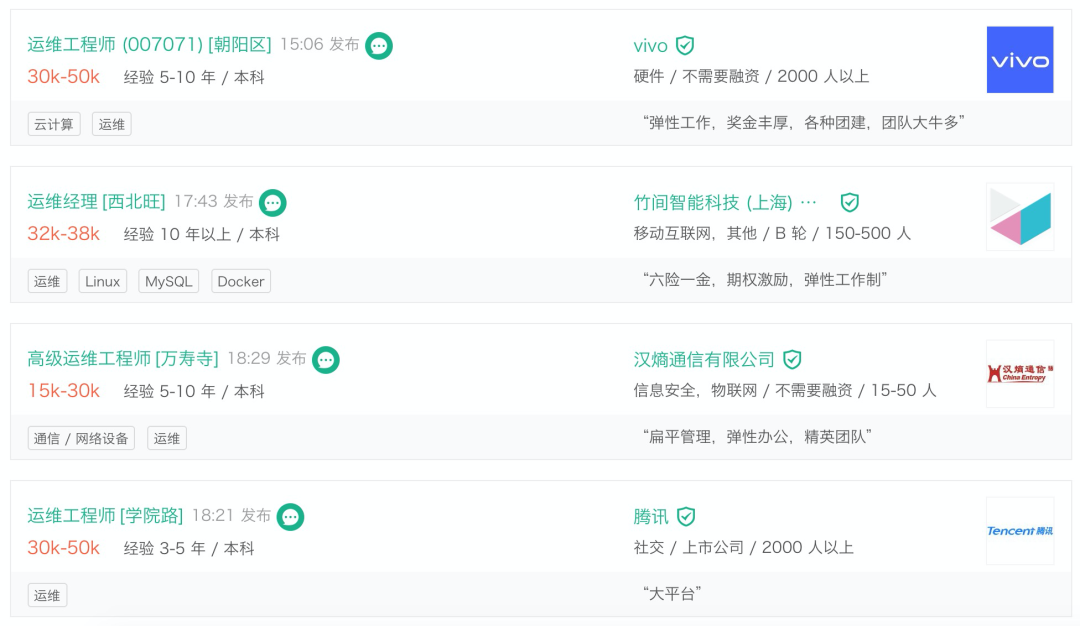 运维工程师 (007071) [朝阳区] 15:06 发布
30k-50k 经验 5-10 年 / 本科
云计算 运维
vivo
硬件 / 不需要融资 / 2000 人以上
“弹性工作，奖金丰厚，各种团建，团队大牛多”
vivo
运维经理 [西北旺] 17:43 发布
32k-38k 经验 10 年以上 / 本科
运维 Linux MySQL Docker
竹间智能科技 (上海) ···
移动互联网，其他 / B 轮 / 150-500 人
“六险一金，期权激励，弹性工作制”
高级运维工程师 [万寿寺] 18:29 发布
15k-30k 经验 5-10 年 / 本科
通信 / 网络设备 运维
汉熵通信有限公司
信息安全，物联网 / 不需要融资 / 15-50 人
“扁平管理，弹性办公，精英团队”
汉熵通信
China Entropy
运维工程师 [学院路] 18:21 发布
30k-50k 经验 3-5 年 / 本科
运维
腾讯
社交 / 上市公司 / 2000 人以上
“大平台”
Tencent 腾讯